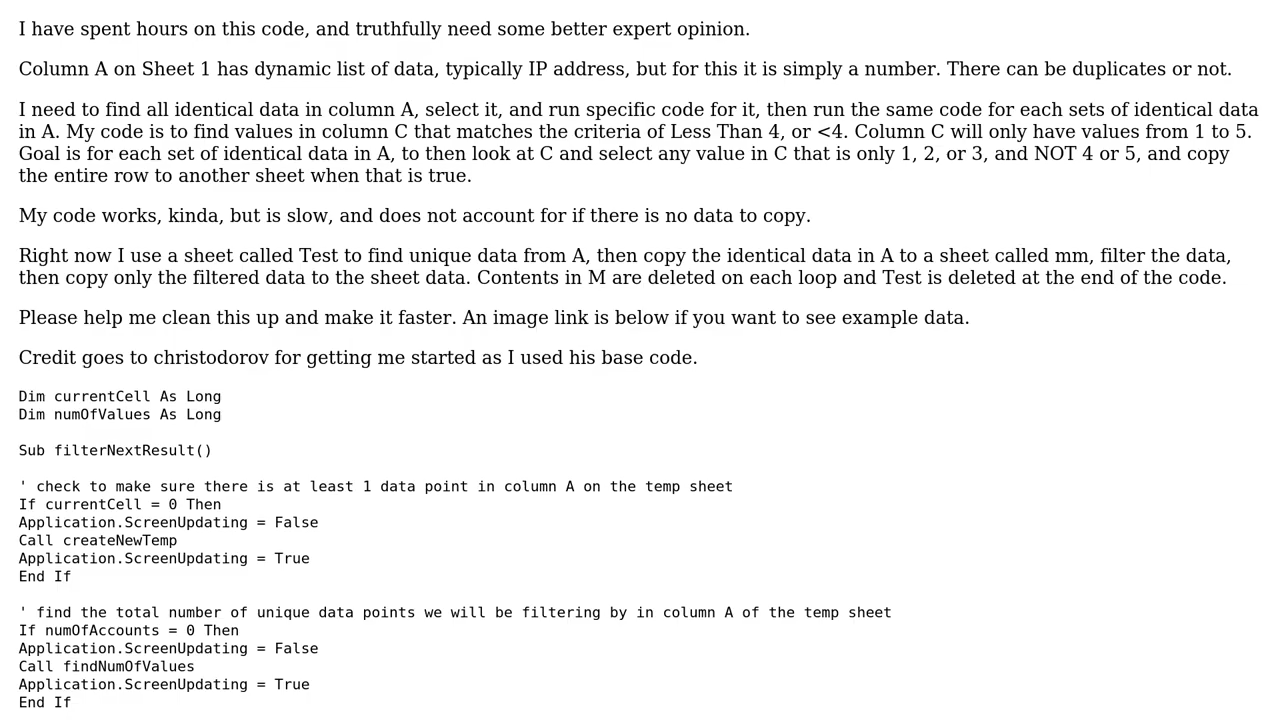 I have spent hours on this code, and truthfully need some better expert opinion.
Column A on Sheet 1 has dynamic list of data, typically IP address, but for this it is simply a number. There can be duplicates or not.
I need to find all identical data in column A, select it, and run specific code for it, then run the same code for each sets of identical data
in A. My code is to find values in column C that matches the criteria of Less Than 4, or <4. Column C will only have values from 1 to 5.
Goal is for each set of identical data in A, to then look at C and select any value in C that is only 1, 2, or 3, and NOT 4 or 5, and copy
the entire row to another sheet when that is true.
My code works, kinda, but is slow, and does not account for if there is no data to copy.
Right now I use a sheet called Test to find unique data from A, then copy the identical data in A to a sheet called mm, filter the data,
then copy only the filtered data to the sheet data. Contents in M are deleted on each loop and Test is deleted at the end of the code.
Please help me clean this up and make it faster. An image link is below if you want to see example data.
Credit goes to christodorov for getting me started as I used his base code.
Dim currentCell As Long
Dim numOfValues As Long
Sub filterNextResult()
' check to make sure there is at least 1 data point in column A on the temp sheet
If currentCell = 0 Then
Application.ScreenUpdating = False
Call createNewTemp
Application.ScreenUpdating = True
End If
' find the total number of unique data points we will be filtering by in column A of the temp sheet
If numOfAccounts = 0 Then
Application.ScreenUpdating = False
Call findNumOfValues
Application.ScreenUpdating = True
End If